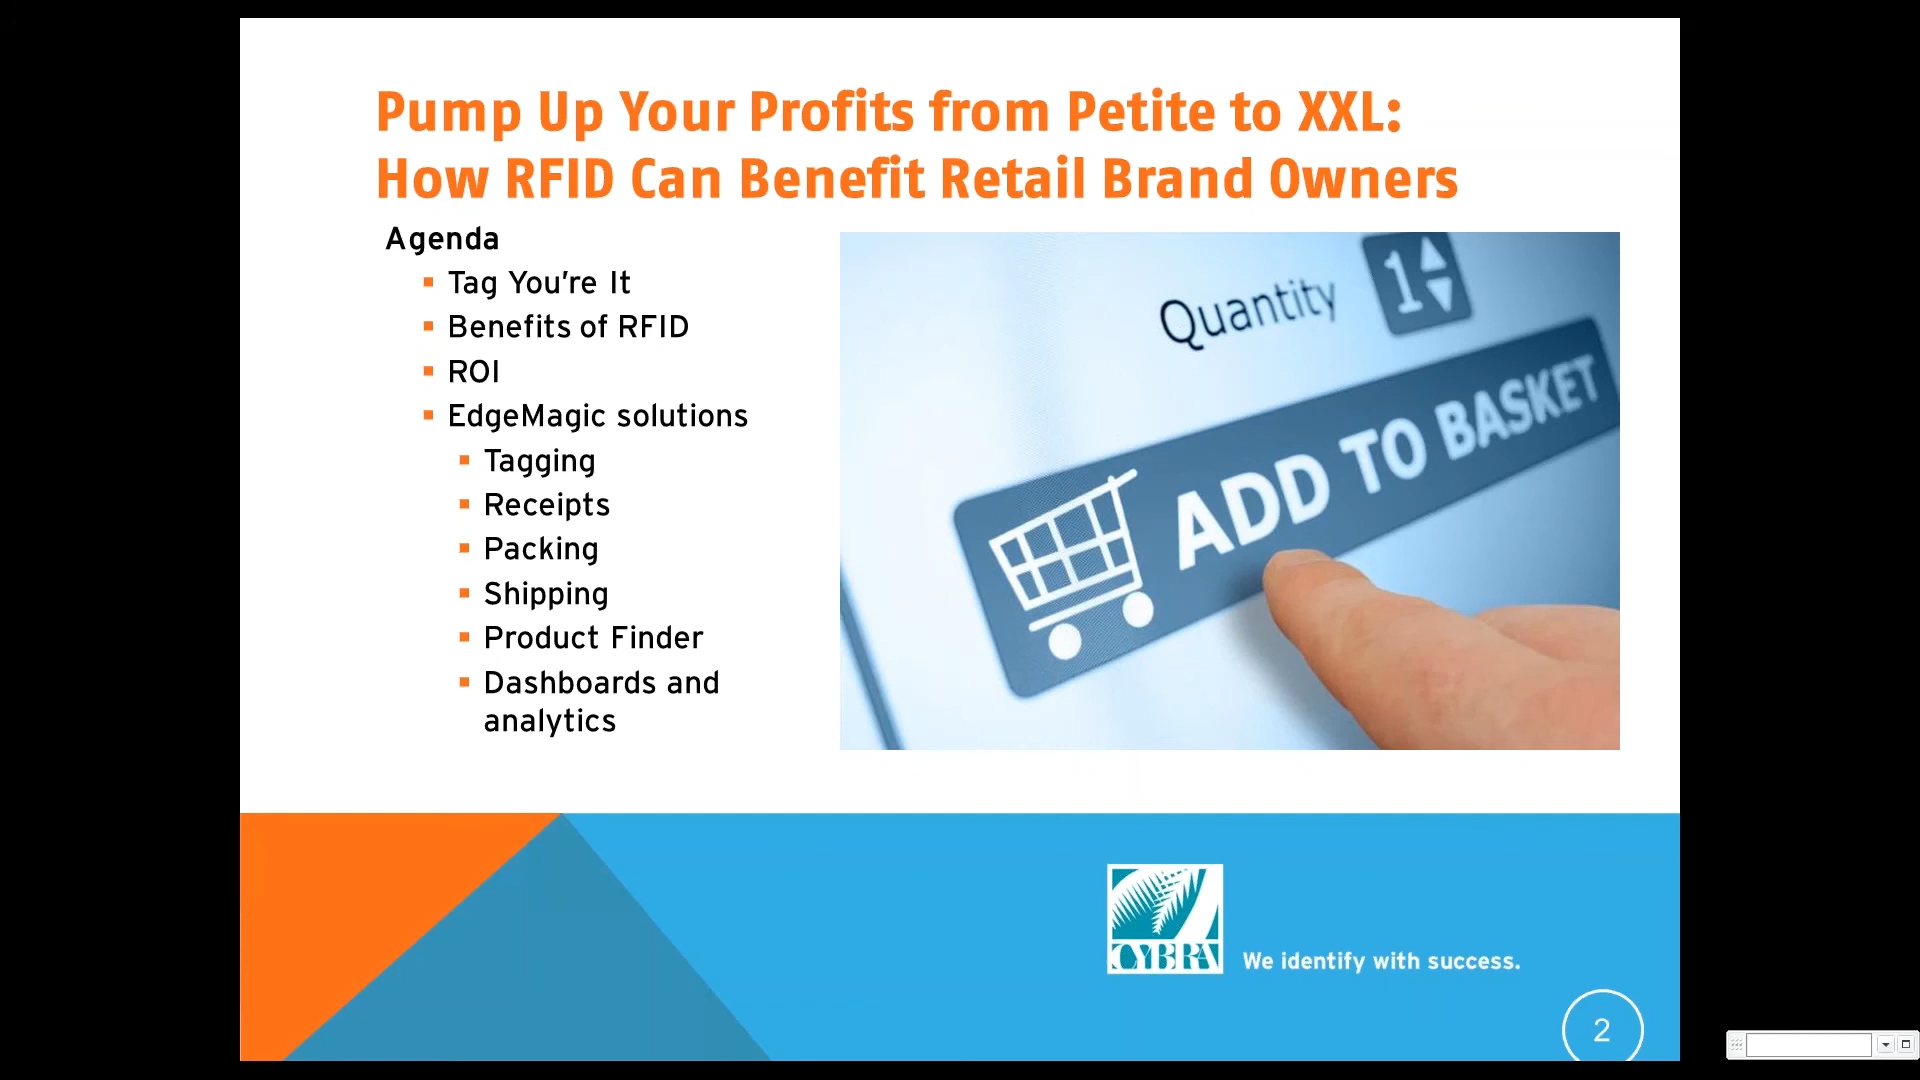 Pump Up Your Profits from Petite to XXL:
How RFID Can Benefit Retail Brand Owners
Agenda
Tag You’re It
Benefits of RFID
ROI
EdgeMagic solutions
Tagging
Receipts
Packing
Shipping
Product Finder
Dashboards and
analytics
Quantity 1
ADD TO BASKET
CYBRA
We identify with success.
2